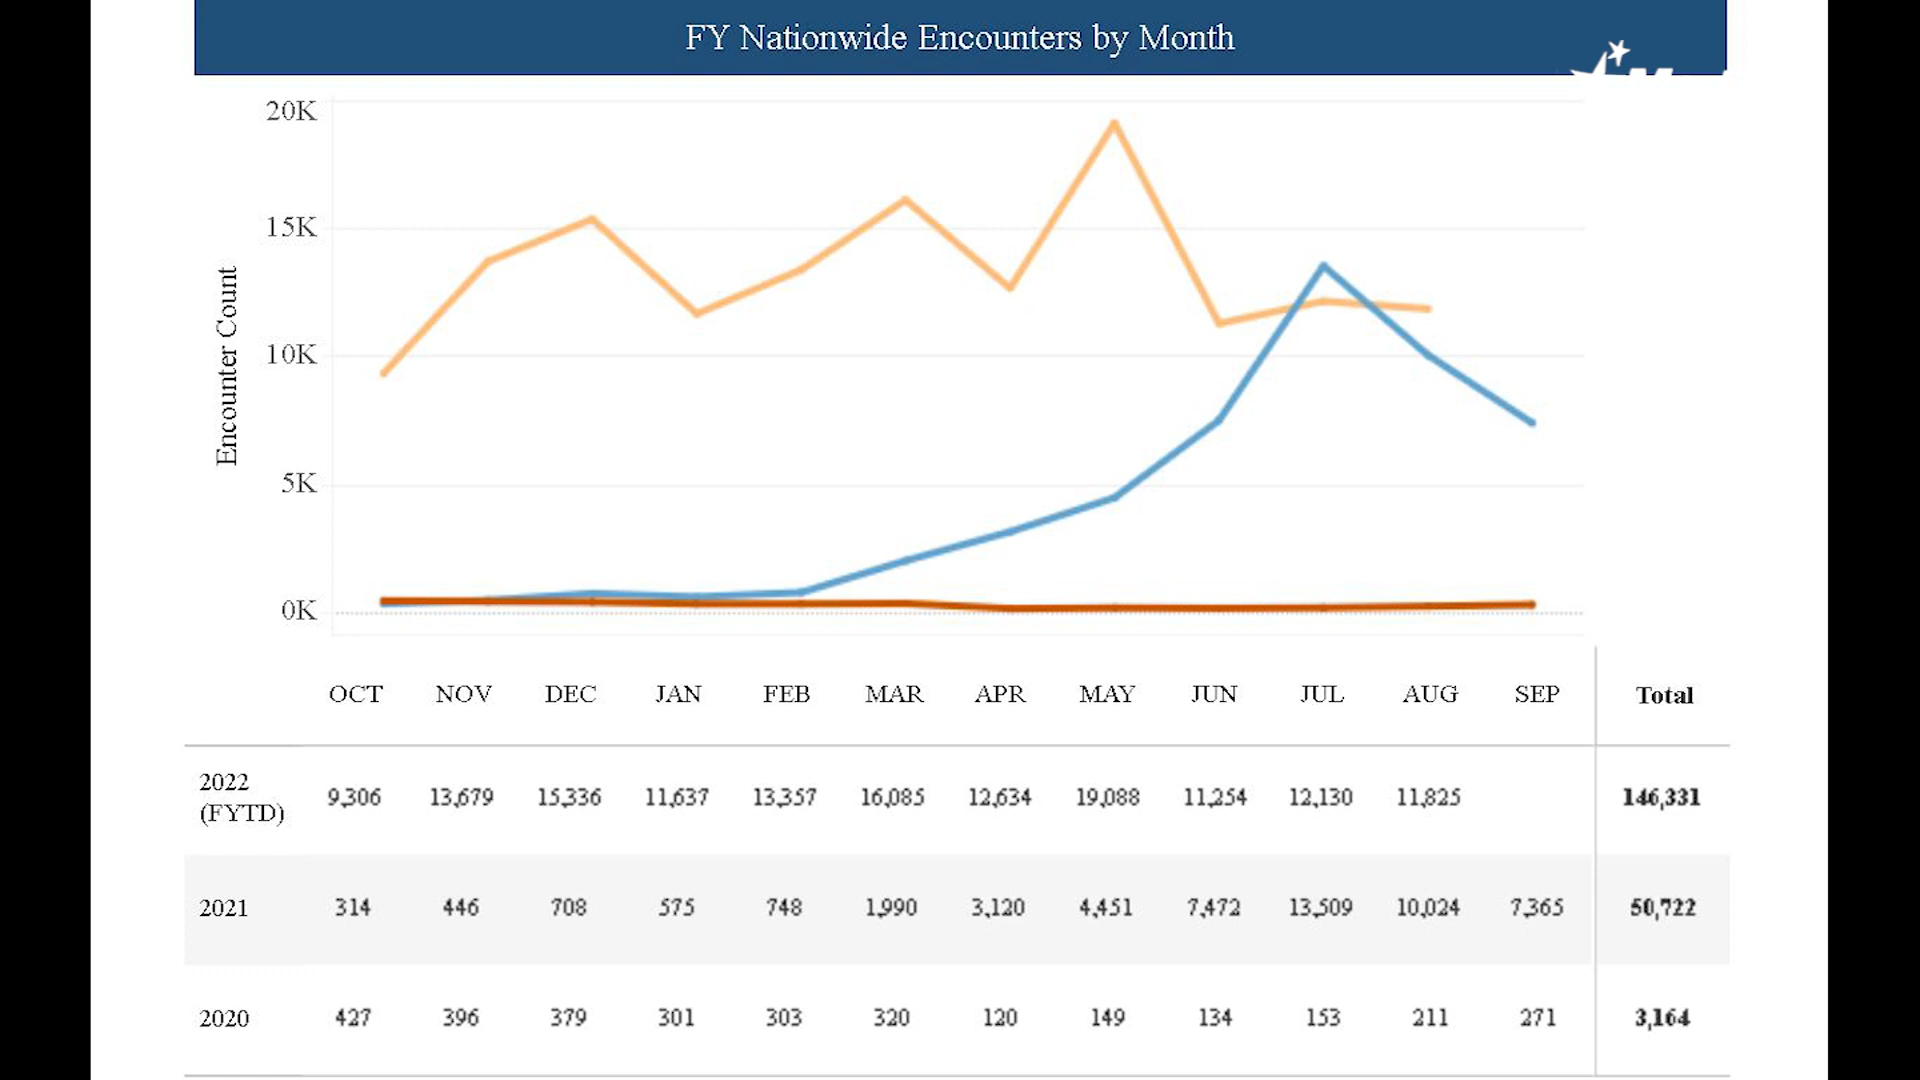 FY Nationwide Encounters by Month
20K
15K
10K
5K
0K
Encounter Count
OCT NOV DEC JAN FEB MAR APR MAY JUN JUL AUG SEP Total
2022
(FYTD) 9,306 13,679 15,336 11,637 13,357 16,085 12,634 19,088 11,254 12,130 11,825 146,331
2021 314 446 708 575 748 1,990 3,120 4,451 7,472 13,509 10,024 7,365 50,722
2020 427 396 379 301 303 320 120 149 134 153 211 271 3,164